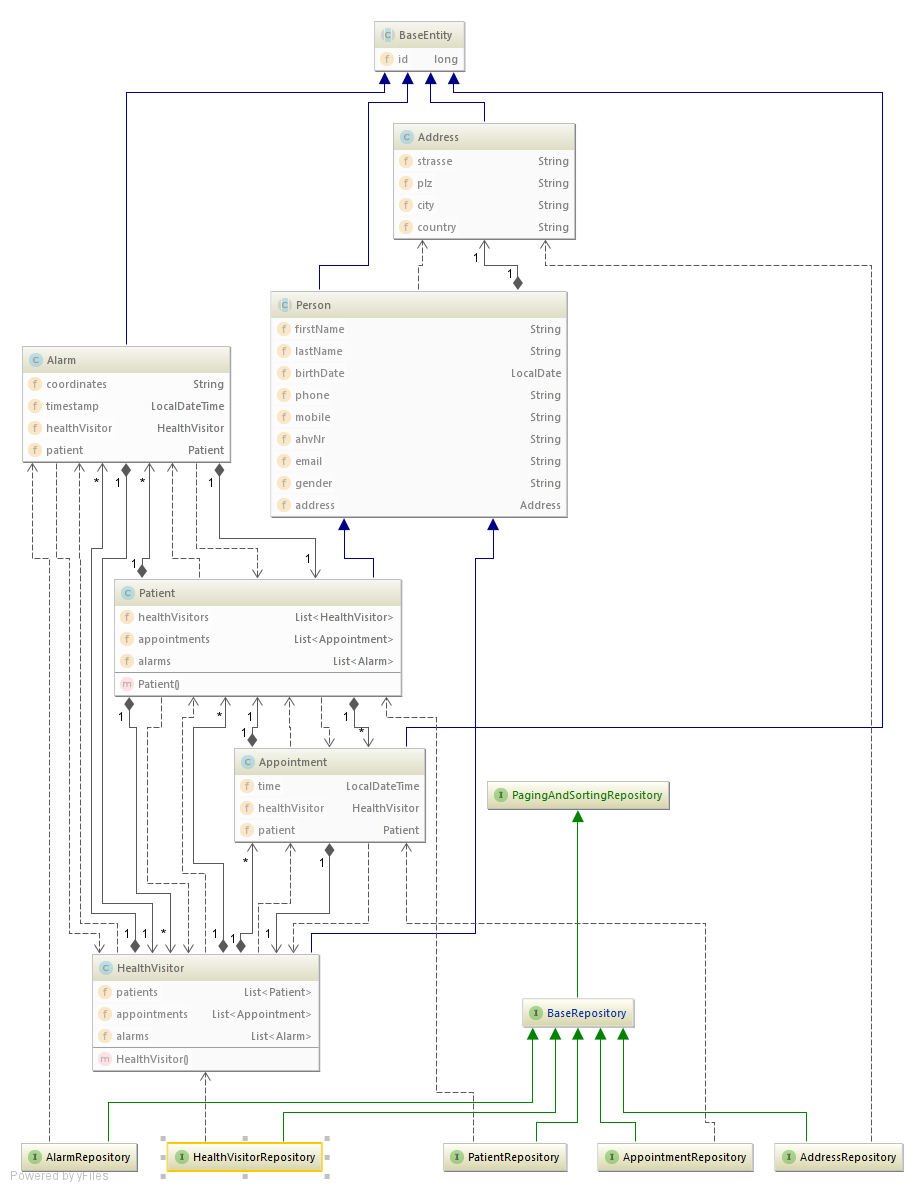 BaseEntity
id long
Address
strasse String
plz String
city String
country String
1
1
Person
firstName String
lastName String
birthDate LocalDate
phone String
mobile String
ahvNr String
email String
gender String
address Address
Alarm
coordinates String
timestamp LocalDateTime
healthVisitor HealthVisitor
patient Patient
* 1 * 1
1 1
Patient
healthVisitors List<HealthVisitor>
appointments List<Appointment>
alarms List<Alarm>
Patient()
1 * 1 1
1 *
Appointment
time LocalDateTime
healthVisitor HealthVisitor
patient Patient
* 1
PagingAndSortingRepository
1 1 * 1 1 1
HealthVisitor
patients List<Patient>
appointments List<Appointment>
alarms List<Alarm>
HealthVisitor()
BaseRepository
AlarmRepository
HealthVisitorRepository
PatientRepository
AppointmentRepository
AddressRepository
Powered by yFiles